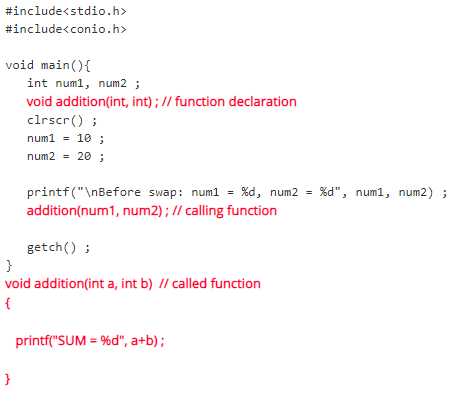 #include<stdio.h>
#include<conio.h>
void main(){
int num1, num2 ;
void addition(int, int) ; // function declaration
clrscr() ;
num1 = 10 ;
num2 = 20 ;
printf("\nBefore swap: num1 = %d, num2 = %d", num1, num2) ;
addition(num1, num2) ; // calling function
getch() ;
}
void addition(int a, int b) // called function
{
printf("SUM = %d", a+b) ;
}